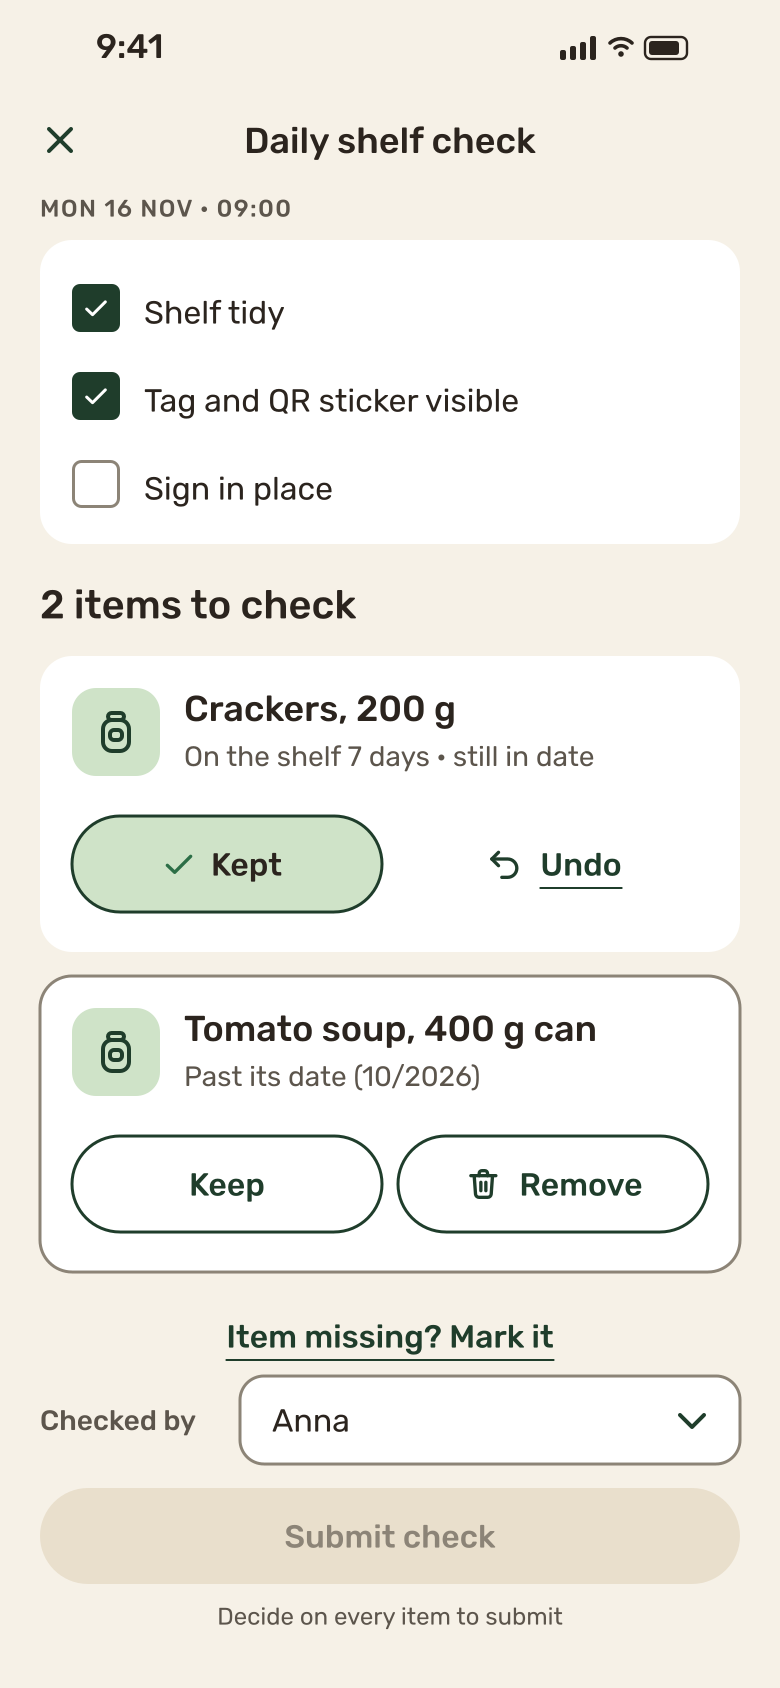 9:41
Daily shelf check
MON 16 NOV • 09:00
Shelf tidy
Tag and QR sticker visible
Sign in place
2 items to check
Crackers, 200 g
On the shelf 7 days • still in date
Kept
Undo
Tomato soup, 400 g can
Past its date (10/2026)
Keep
Remove
Item missing? Mark it
Checked by
Anna
Submit check
Decide on every item to submit